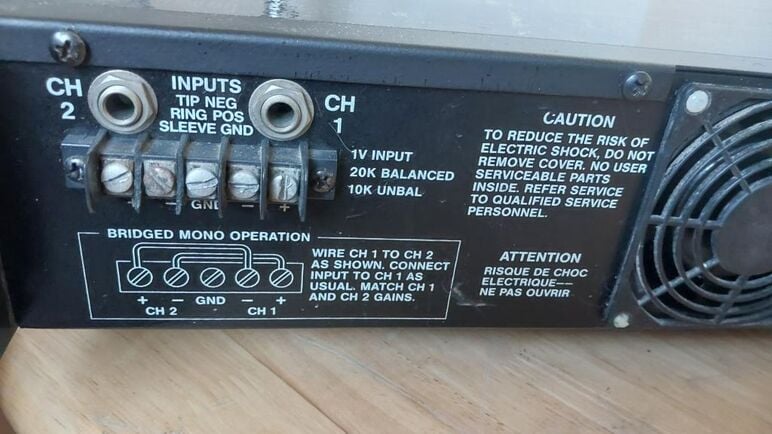 CH
2
INPUTS
TIP NEG
RING POS
SLEEVE GND
CH
1
1V INPUT
20K BALANCED
10K UNBAL
– GND – +
BRIDGED MONO OPERATION
+ – GND – +
CH 2 CH 1
WIRE CH 1 TO CH 2
AS SHOWN. CONNECT
INPUT TO CH 1 AS
USUAL. MATCH CH 1
AND CH 2 GAINS.
CAUTION
TO REDUCE THE RISK OF
ELECTRIC SHOCK, DO NOT
REMOVE COVER. NO USER
SERVICEABLE PARTS
INSIDE. REFER SERVICE
TO QUALIFIED SERVICE
PERSONNEL.
ATTENTION
RISQUE DE CHOC
ELECTRIQUE——
NE PAS OUVRIR